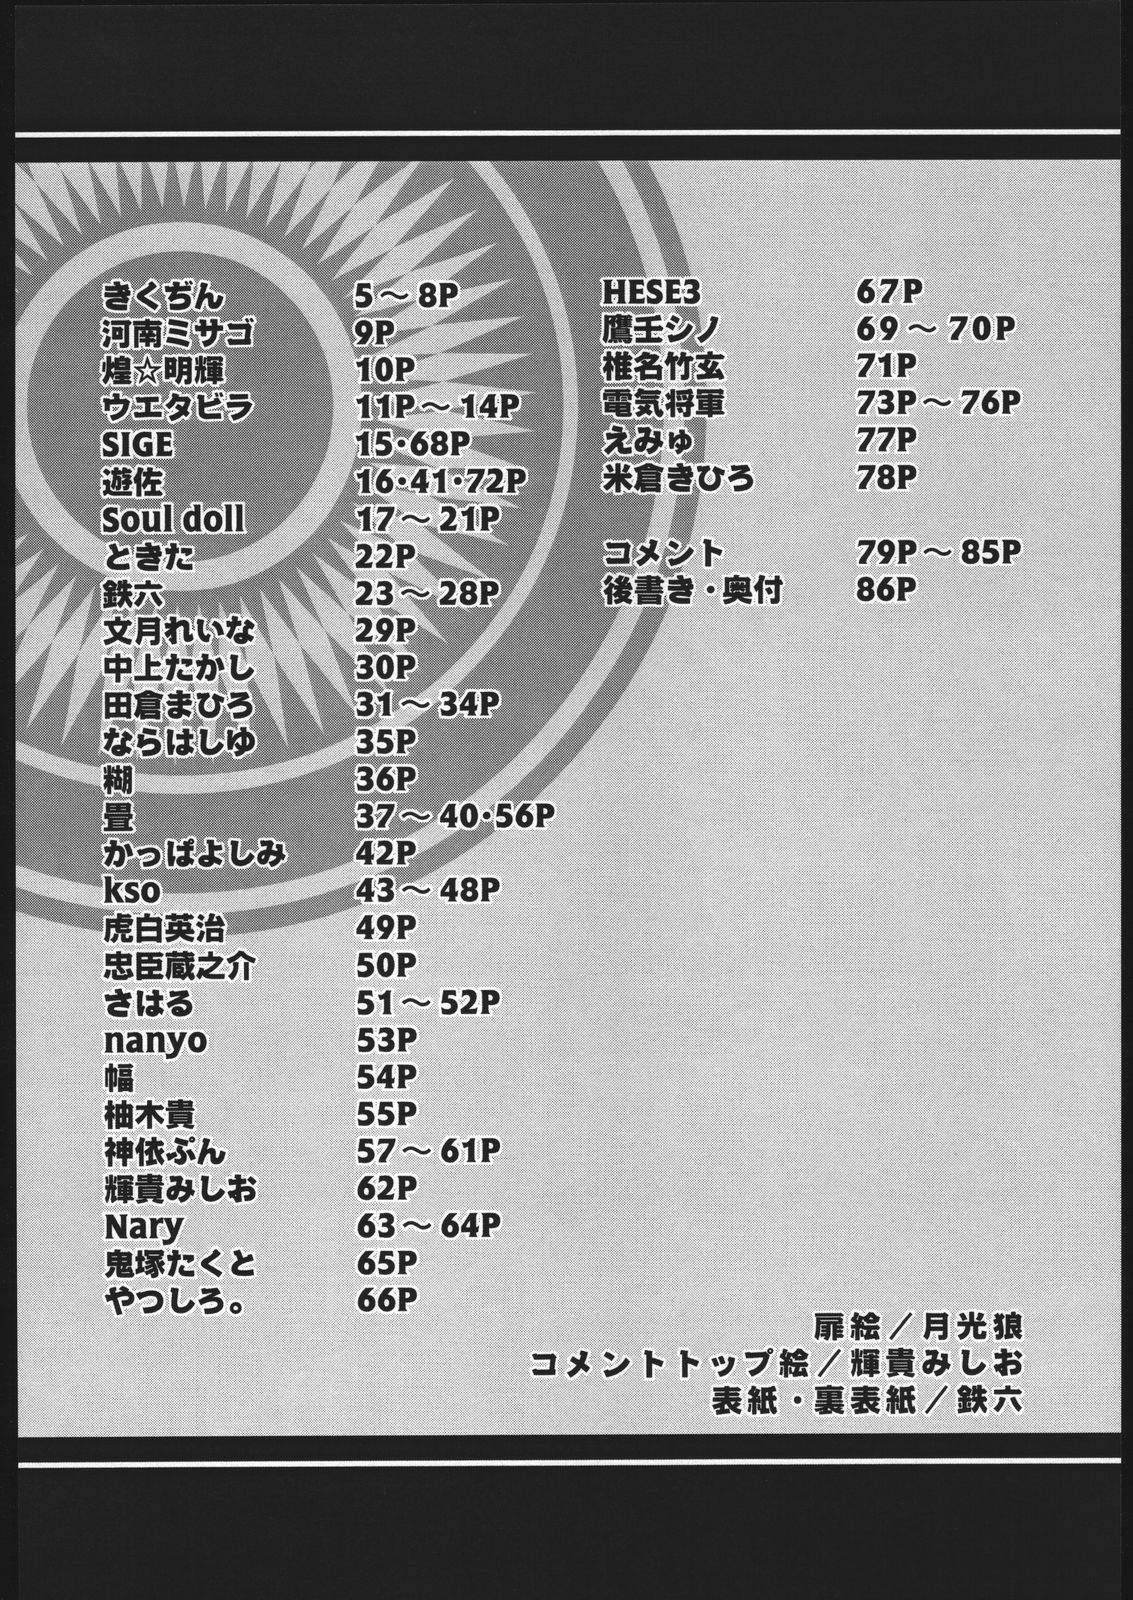 きくぢん 5～8P
河南ミサゴ 9P
煌☆明輝 10P
ウエタビラ 11P～14P
SIGE 15・68P
遊佐 16・41・72P
Soul doll 17～21P
ときた 22P
鉄六 23～28P
文月れいな 29P
中上たかし 30P
田倉まひろ 31～34P
ならはしゆ 35P
糊 36P
畳 37～40・56P
かっぱよしみ 42P
kso 43～48P
虎白英治 49P
忠臣蔵之介 50P
さはる 51～52P
nanyo 53P
幅 54P
柚木貴 55P
神依ぷん 57～61P
輝貴みしお 62P
Nary 63～64P
鬼塚たくと 65P
やつしろ。 66P
HESE3 67P
鷹壬シノ 69～70P
椎名竹玄 71P
電気将軍 73P～76P
えみゅ 77P
米倉きひろ 78P
コメント 79P～85P
後書き・奥付 86P
扉絵／月光狼
コメントトップ絵／輝貴みしお
表紙・裏表紙／鉄六